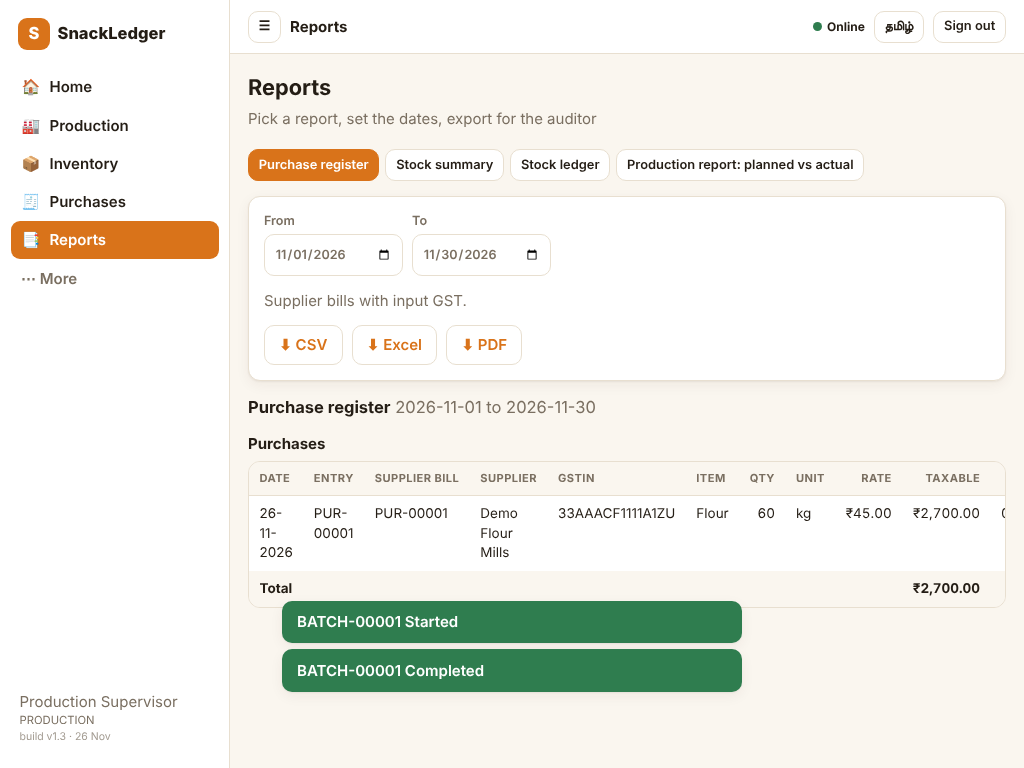 S SnackLedger
Home
Production
Inventory
Purchases
Reports
··· More
Production Supervisor
PRODUCTION
build v1.3 · 26 Nov
☰ Reports
Online
தமிழ்
Sign out
Reports
Pick a report, set the dates, export for the auditor
Purchase register
Stock summary
Stock ledger
Production report: planned vs actual
From To
11/01/2026 11/30/2026
Supplier bills with input GST.
⬇ CSV ⬇ Excel ⬇ PDF
Purchase register 2026-11-01 to 2026-11-30
Purchases
DATE ENTRY SUPPLIER BILL SUPPLIER GSTIN ITEM QTY UNIT RATE TAXABLE
26- PUR- PUR-00001 Demo 33AAACF1111A1ZU Flour 60 kg ₹45.00 ₹2,700.00
11- 00001 Flour
2026 Mills
Total ₹2,700.00
BATCH-00001 Started
BATCH-00001 Completed